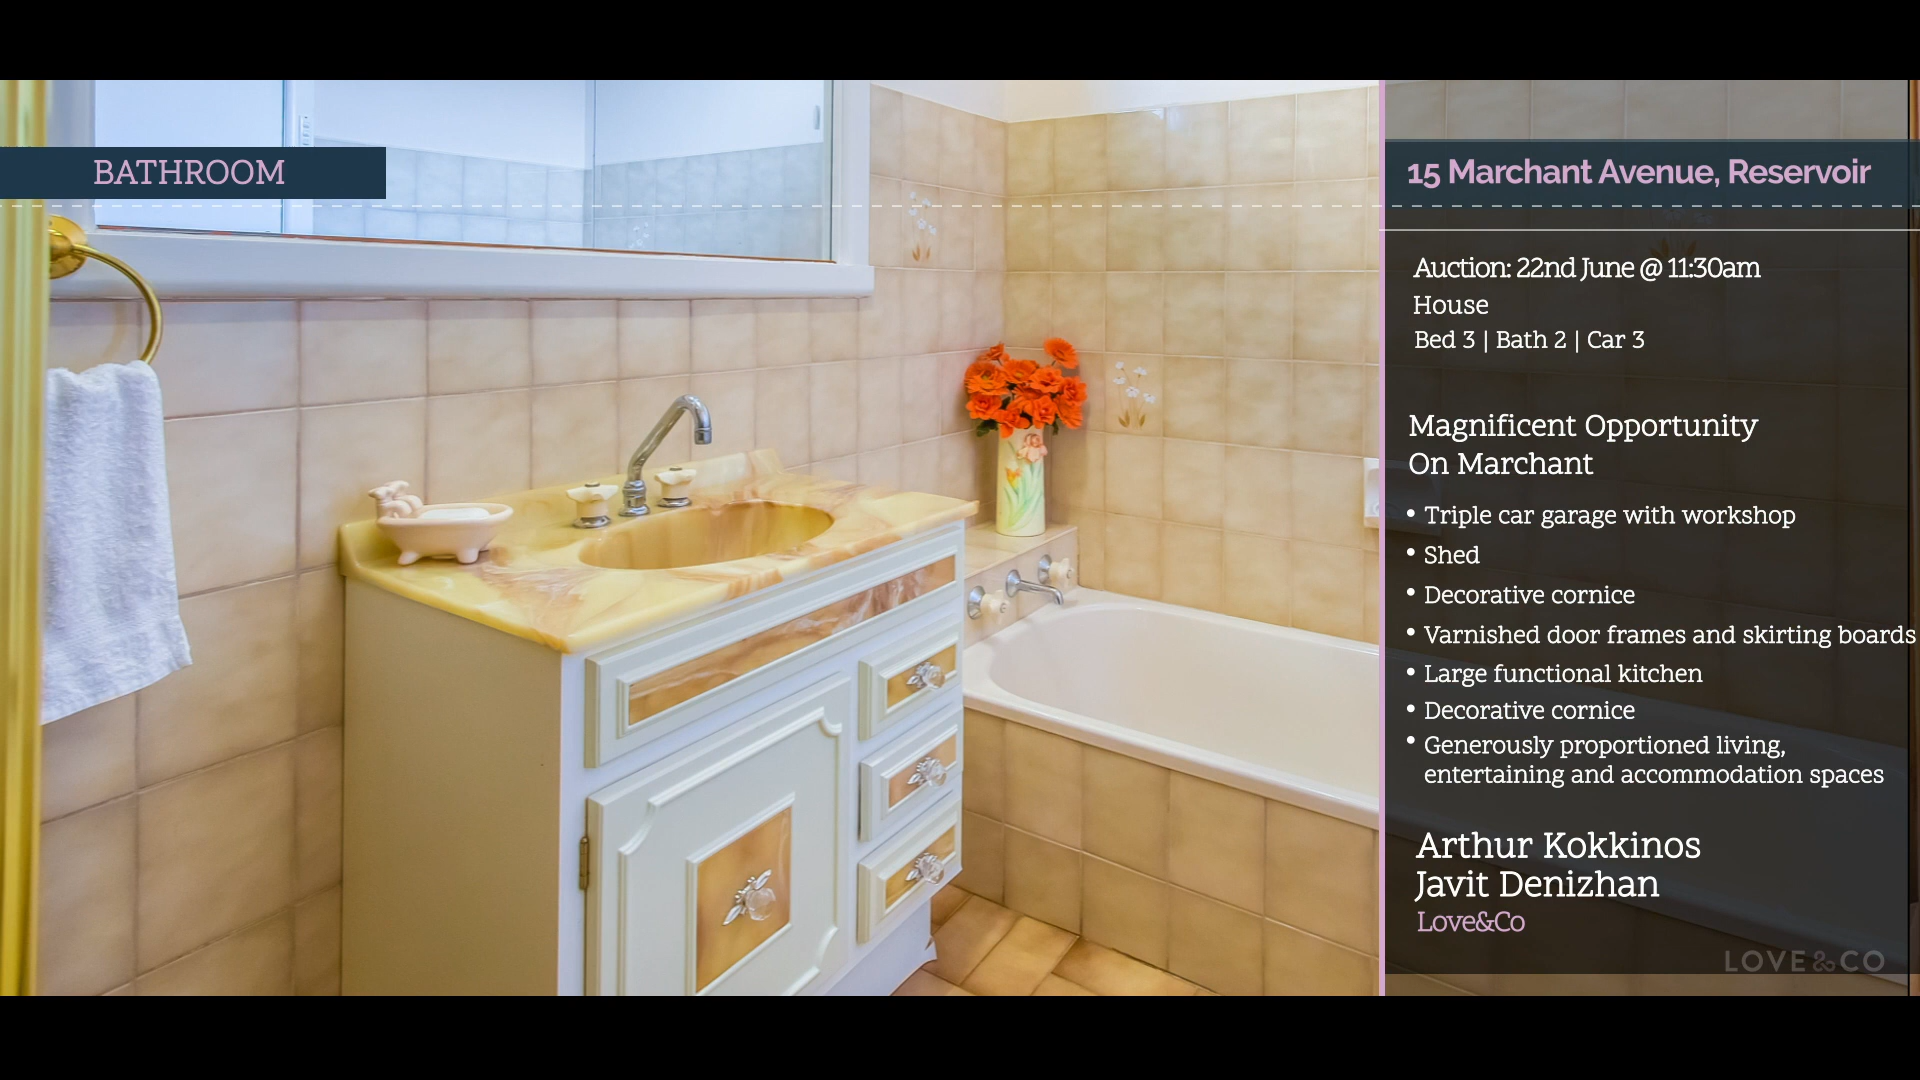 BATHROOM
15 Marchant Avenue, Reservoir
Auction: 22nd June @ 11:30am
House
Bed 3 | Bath 2 | Car 3
Magnificent Opportunity
On Marchant
• Triple car garage with workshop
• Shed
• Decorative cornice
• Varnished door frames and skirting boards
• Large functional kitchen
• Decorative cornice
• Generously proportioned living,
entertaining and accommodation spaces
Arthur Kokkinos
Javit Denizhan
Love&Co
LOVE&CO